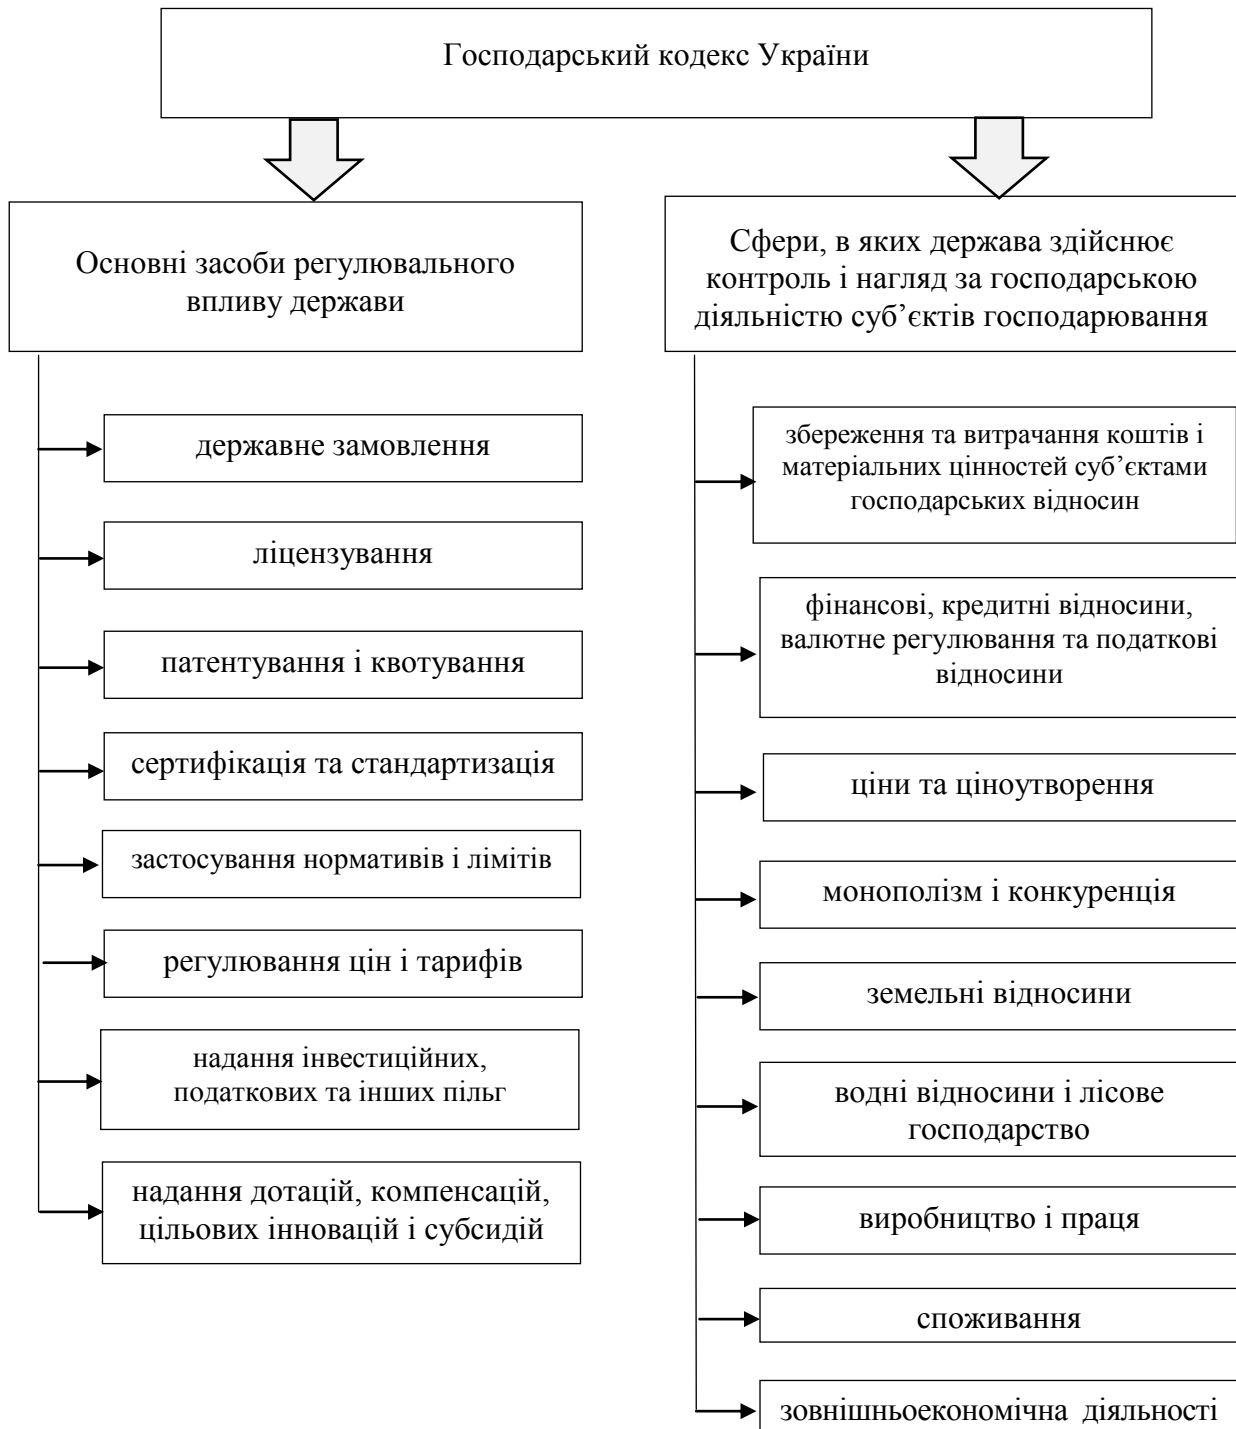 Господарський кодекс України
Основні засоби регулювального
впливу держави
державне замовлення
ліцензування
патентування і квотування
сертифікація та стандартизація
застосування нормативів і лімітів
регулювання цін і тарифів
надання інвестиційних,
податкових та інших пільг
надання дотацій, компенсацій,
цільових інновацій і субсидій
Сфери, в яких держава здійснює
контроль і нагляд за господарською
діяльністю суб’єктів господарювання
збереження та витрачання коштів і
матеріальних цінностей суб’єктами
господарських відносин
фінансові, кредитні відносини,
валютне регулювання та податкові
відносини
ціни та ціноутворення
монополізм і конкуренція
земельні відносини
водні відносини і лісове
господарство
виробництво і праця
споживання
зовнішньоекономічна діяльності